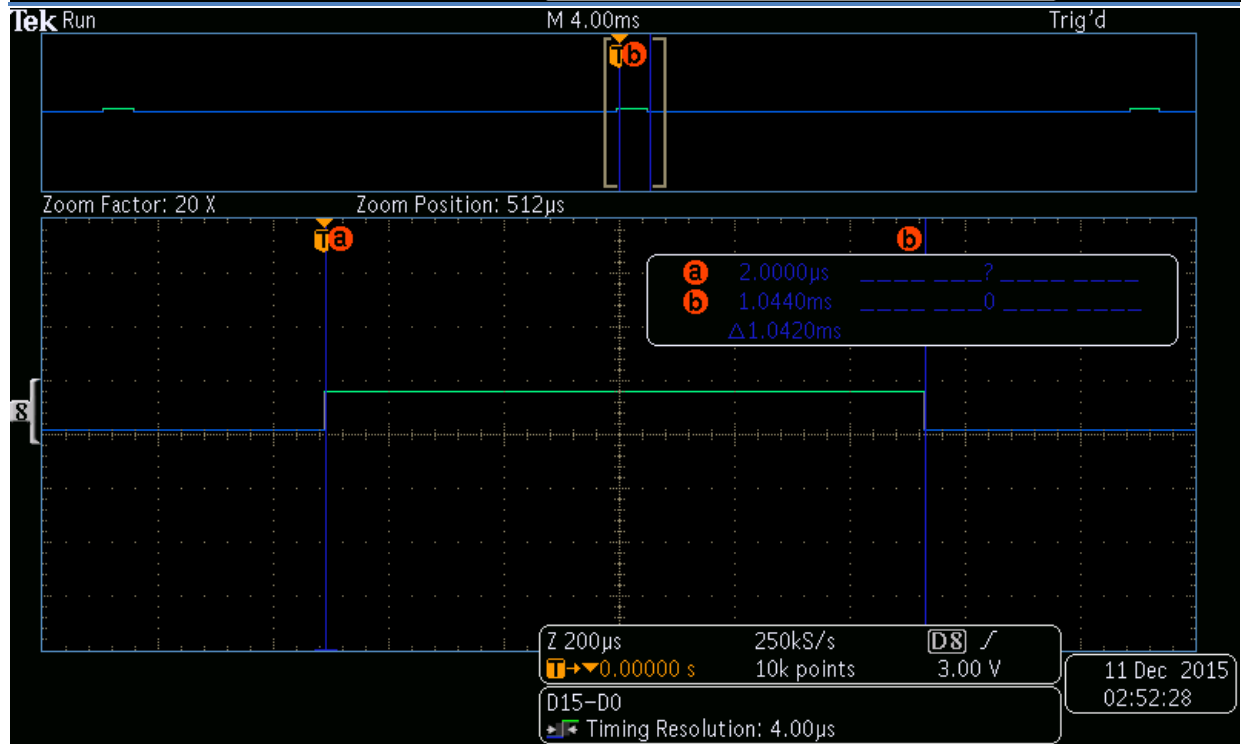 Tek Run M 4.00ms Trig'd
T b
Zoom Factor: 20 X Zoom Position: 512µs
T a b
a 2.0000µs ____ ___? ____ ____
b 1.0440ms ____ ___0 ____ ____
△1.0420ms
8
Z 200µs 250kS/s D8
T→▼0.00000 s 10k points 3.00 V
11 Dec 2015
02:52:28
D15-D0
Timing Resolution: 4.00µs